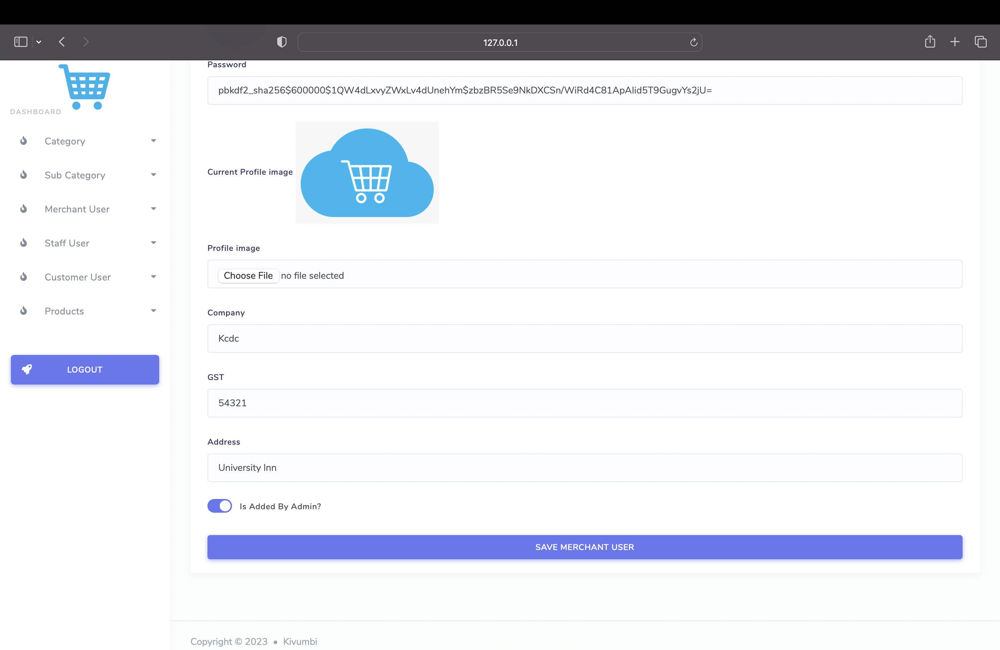 127.0.0.1
DASHBOARD
Category
Sub Category
Merchant User
Staff User
Customer User
Products
LOGOUT
Password
pbkdf2_sha256$600000$1QW4dLxvyZWxLv4dUnehYm$zbzBR5Se9NkDXCSn/WiRd4C81ApAlid5T9GugvYs2jU=
Current Profile image
Profile image
Choose File no file selected
Company
Kcdc
GST
54321
Address
University Inn
Is Added By Admin?
SAVE MERCHANT USER
Copyright © 2023 • Kivumbi